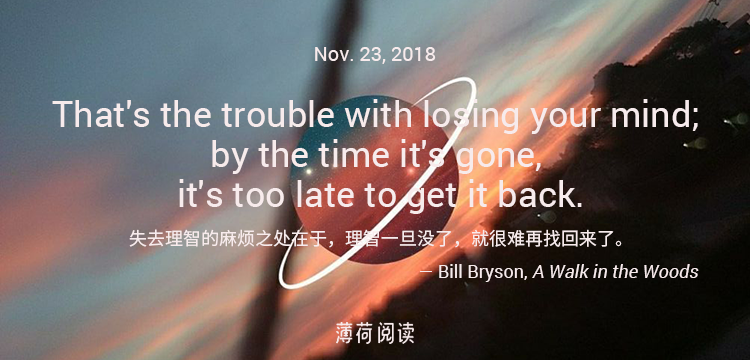 Nov. 23, 2018
That's the trouble with losing your mind;
by the time it's gone,
it's too late to get it back.
失去理智的麻烦之处在于，理智一旦没了，就很难再找回来了。
— Bill Bryson, A Walk in the Woods
薄荷阅读